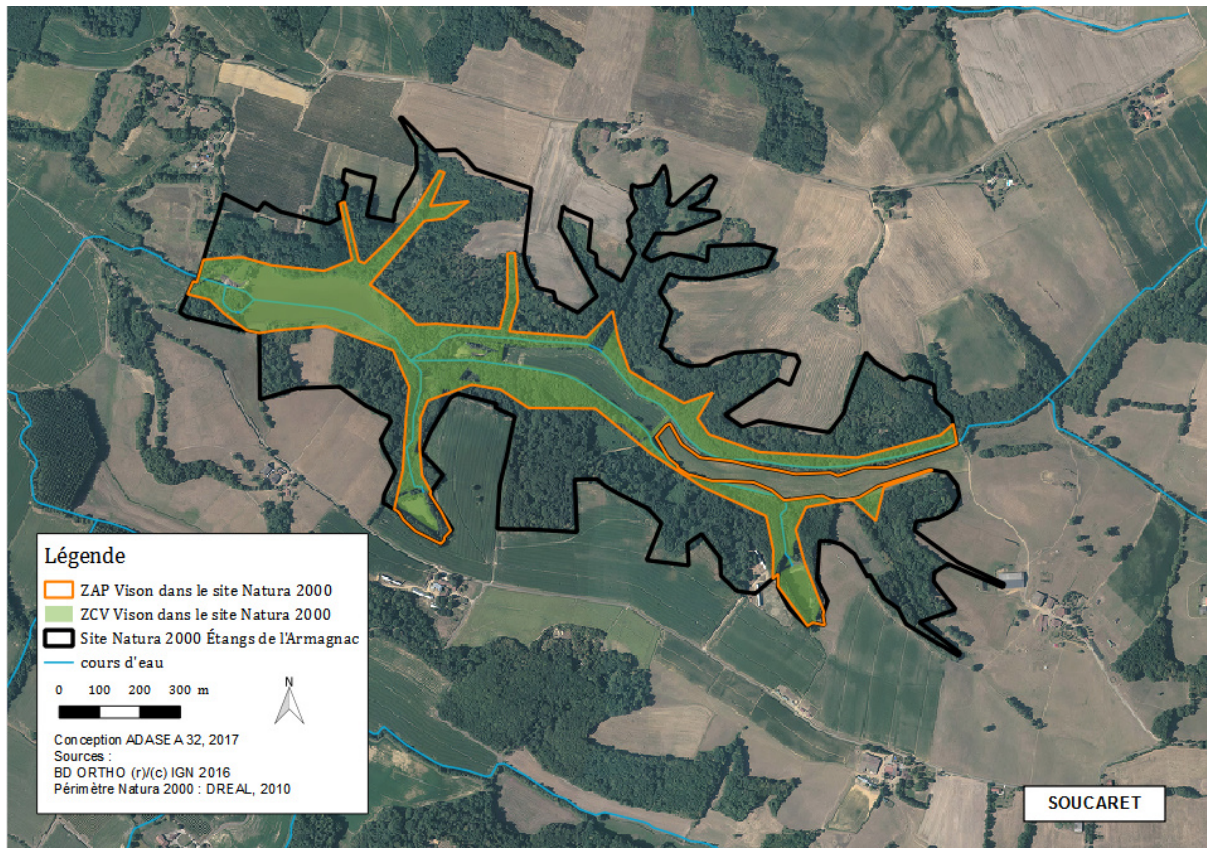 Légende
ZAP Vison dans le site Natura 2000
ZCV Vison dans le site Natura 2000
Site Natura 2000 Étangs de l'Armagnac
cours d'eau
0 100 200 300 m
N
Conception ADASEA 32, 2017
Sources :
BD ORTHO (r)/(c) IGN 2016
Périmètre Natura 2000 : DREAL, 2010
SOUCARET